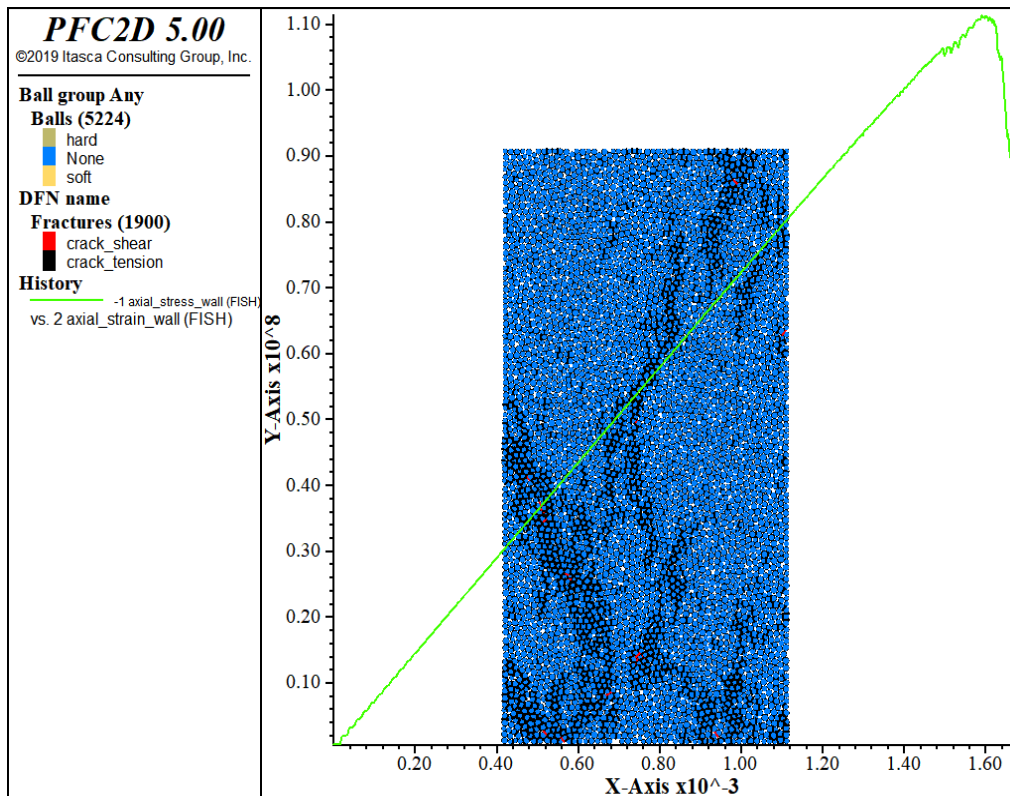 PFC2D 5.00
©2019 Itasca Consulting Group, Inc.
Ball group Any
Balls (5224)
hard
None
soft
DFN name
Fractures (1900)
crack_shear
crack_tension
History
-1 axial_stress_wall (FISH)
vs. 2 axial_strain_wall (FISH)
Y-Axis x10^8
1.10
1.00
0.90
0.80
0.70
0.60
0.50
0.40
0.30
0.20
0.10
0.20 0.40 0.60 0.80 1.00 1.20 1.40 1.60
X-Axis x10^-3